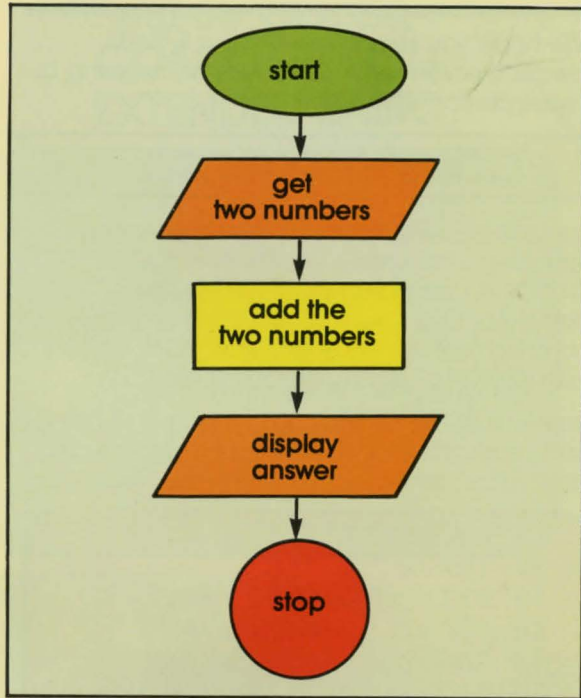 start
get
two numbers
add the
two numbers
display
answer
stop